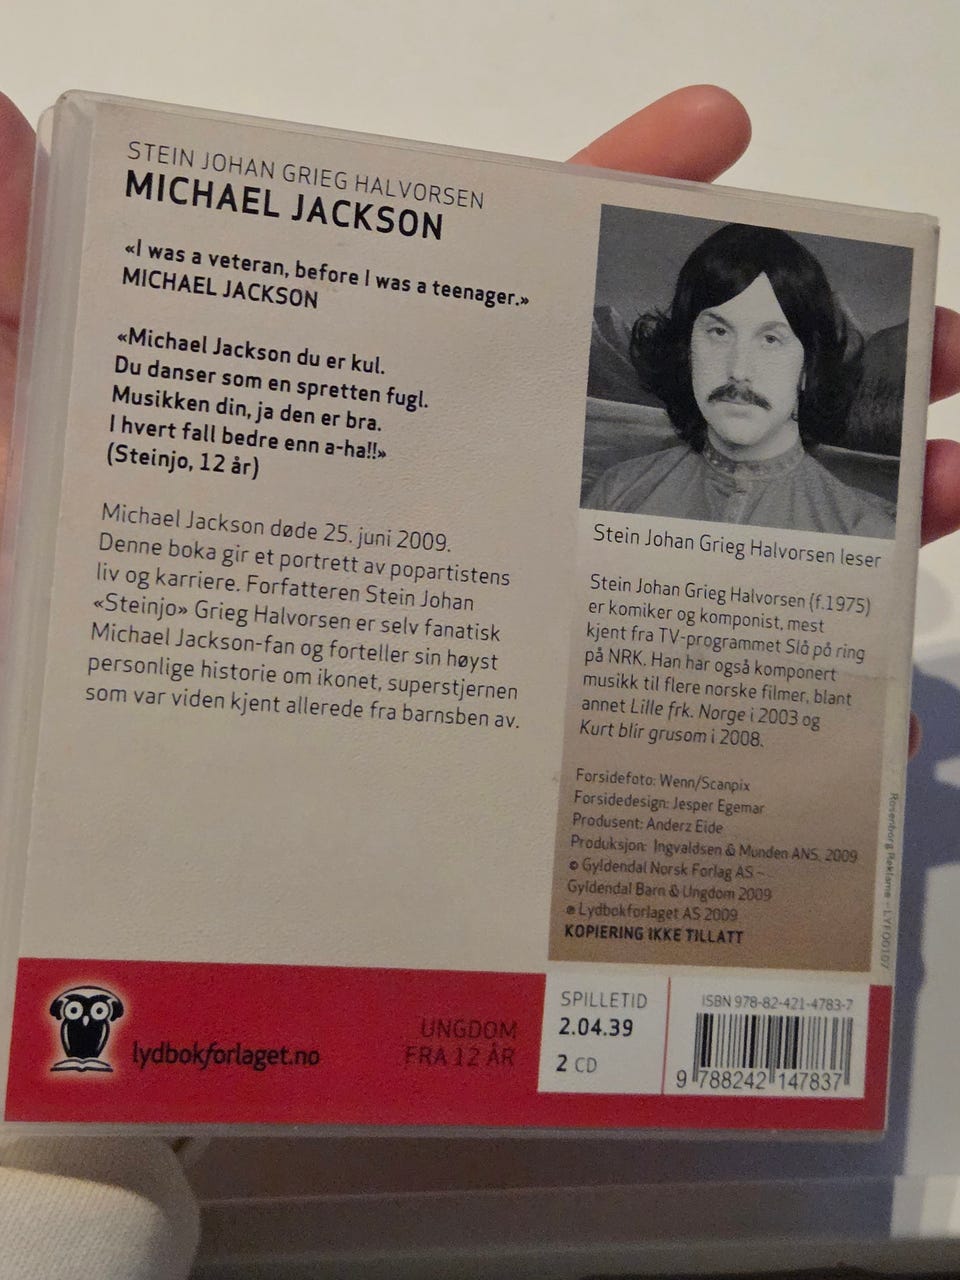 STEIN JOHAN GRIEG HALVORSEN
MICHAEL JACKSON
«I was a veteran, before I was a teenager.»
MICHAEL JACKSON
«Michael Jackson du er kul.
Du danser som en spretten fugl.
Musikken din, ja den er bra.
I hvert fall bedre enn a-ha!!»
(Steinjo, 12 år)
Michael Jackson døde 25. juni 2009.
Denne boka gir et portrett av popartistens
liv og karriere. Forfatteren Stein Johan
«Steinjo» Grieg Halvorsen er selv fanatisk
Michael Jackson-fan og forteller sin høyst
personlige historie om ikonet, superstjernen
som var viden kjent allerede fra barnsben av.
Stein Johan Grieg Halvorsen leser
Stein Johan Grieg Halvorsen (f.1975)
er komiker og komponist, mest
kjent fra TV-programmet Slå på ring
på NRK. Han har også komponert
musikk til flere norske filmer, blant
annet Lille frk. Norge i 2003 og
Kurt blir grusom i 2008.
Forsidefoto: Wenn/Scanpix
Forsidedesign: Jesper Egemar
Produsent: Anderz Eide
Produksjon: Ingvaldsen & Munden ANS, 2009
© Gyldendal Norsk Forlag AS –
Gyldendal Barn & Ungdom 2009
℗ Lydbokforlaget AS 2009
KOPIERING IKKE TILLATT
Rosenborg Reklame – LYF00107
lydbokforlaget.no
UNGDOM
FRA 12 ÅR
SPILLETID
2.04.39
2 CD
ISBN 978-82-421-4783-7
9 788242 147837